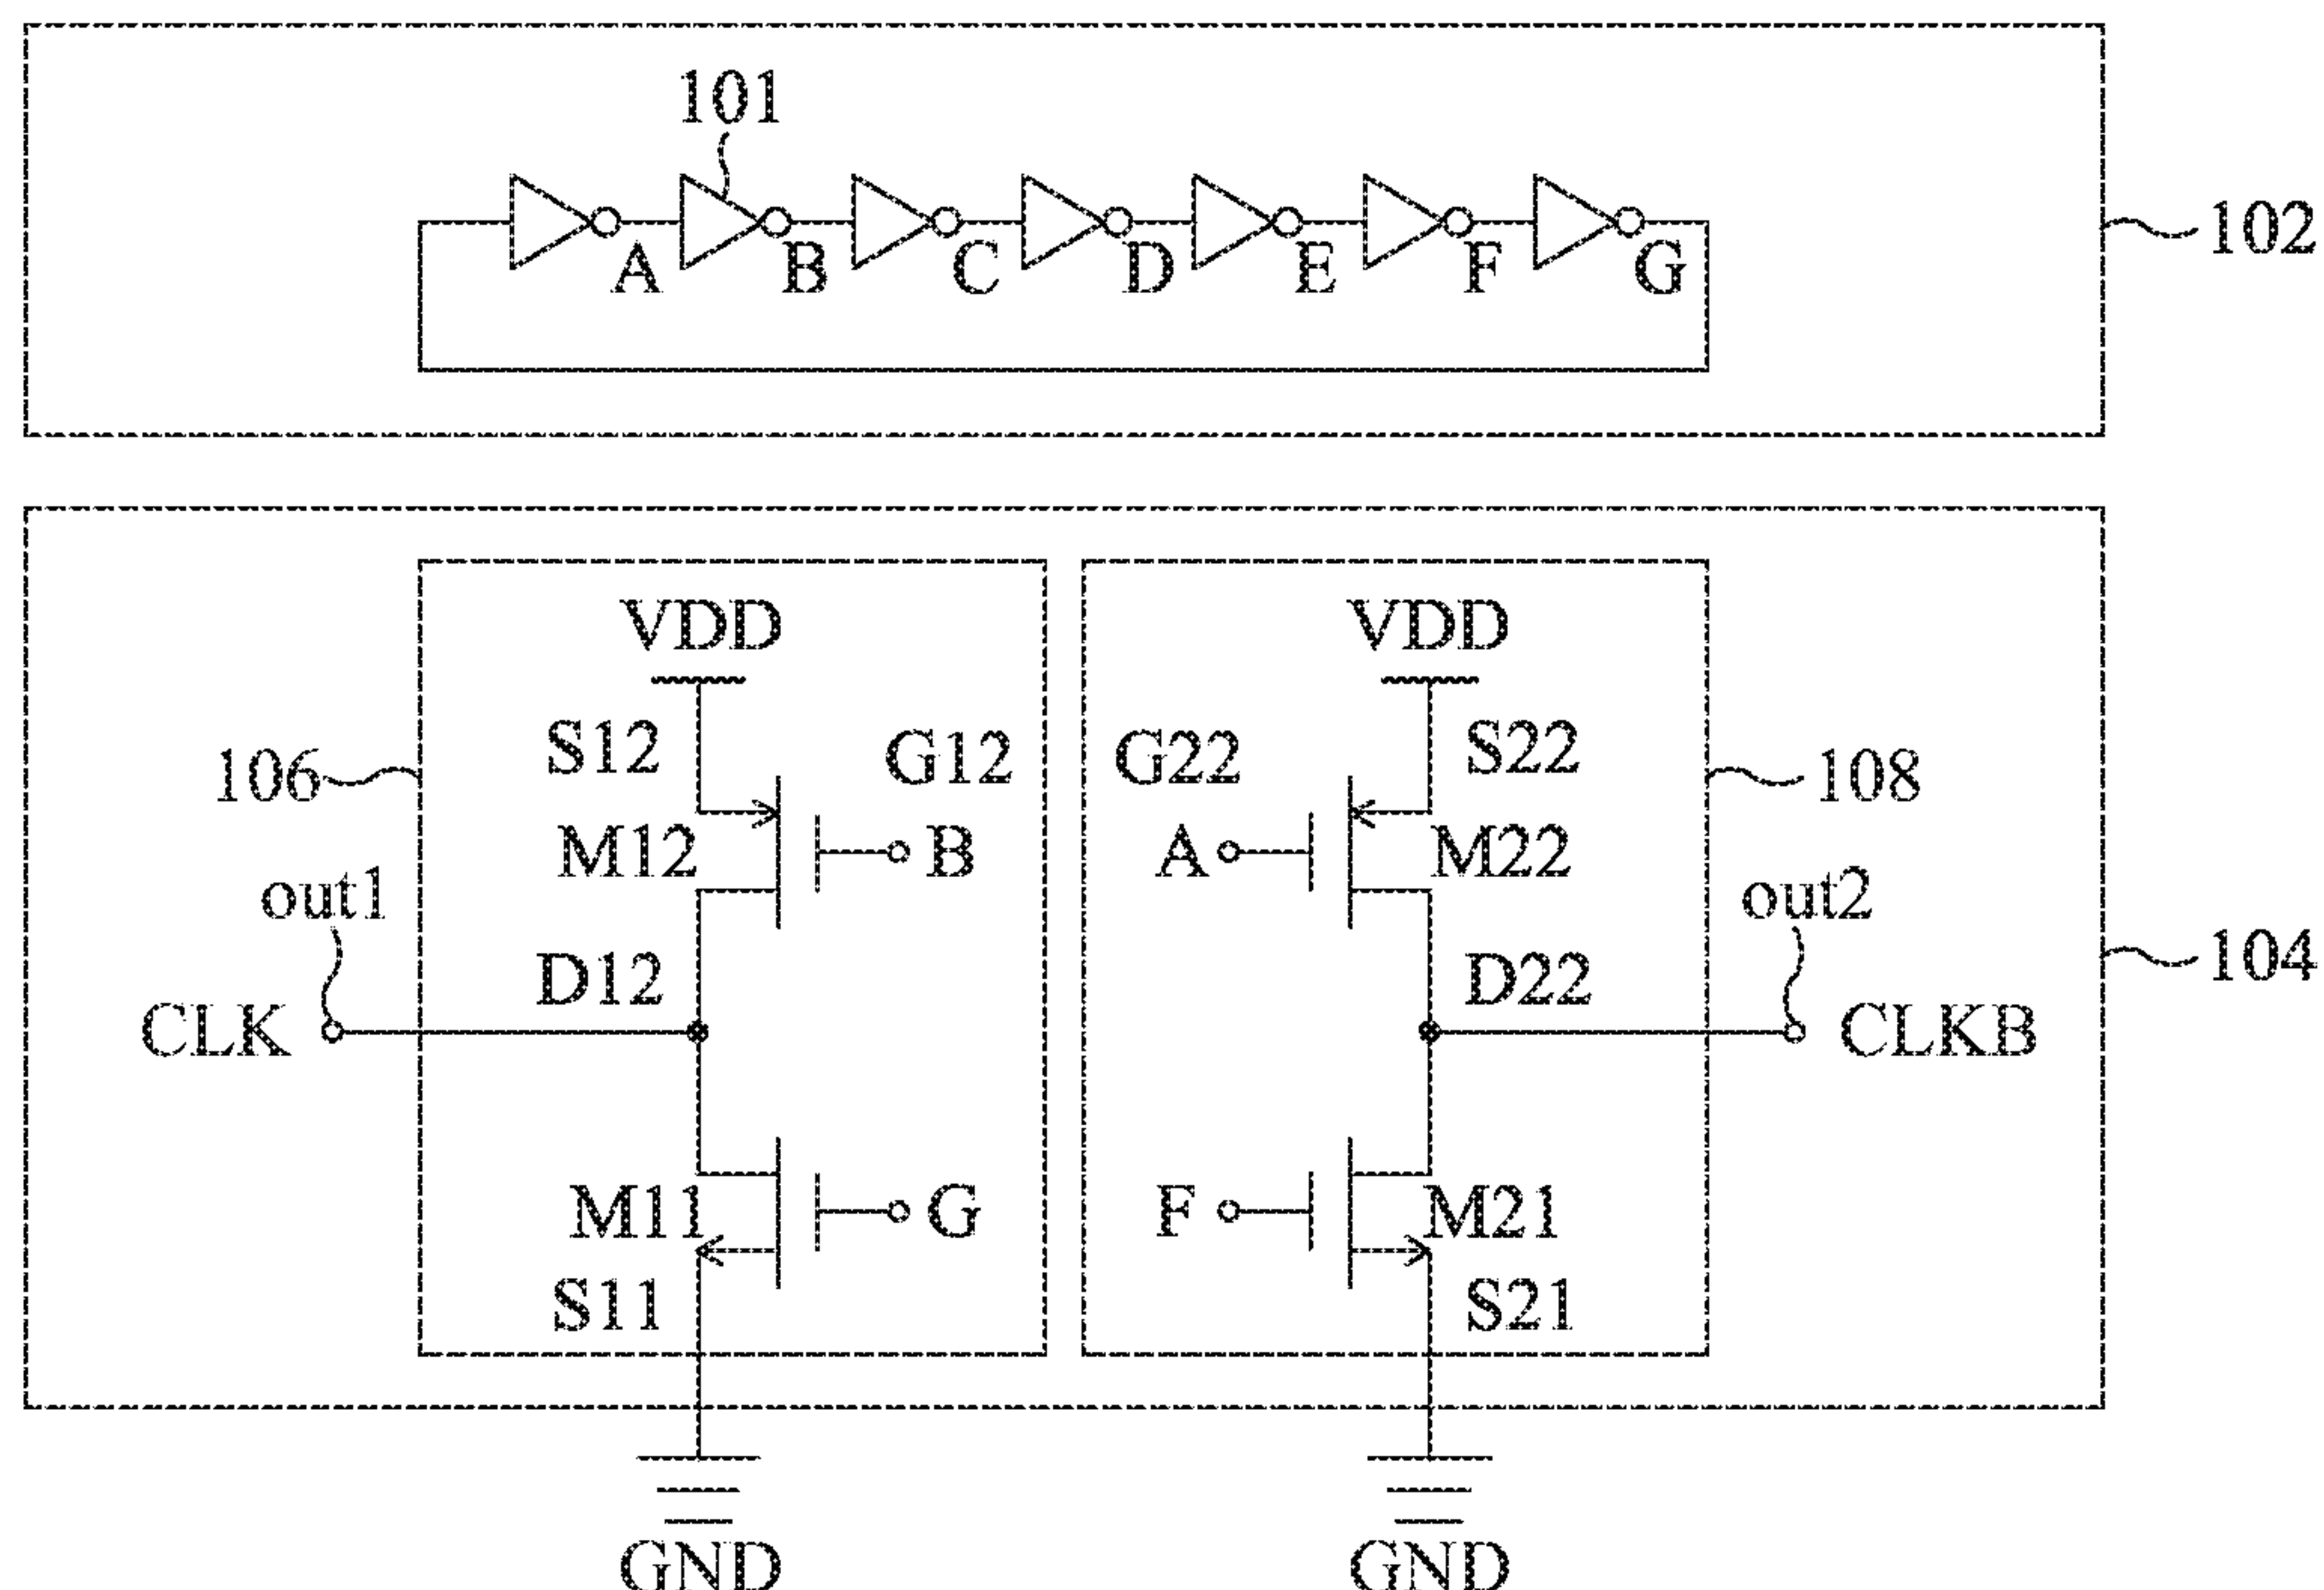 101
A B C D E F G
102
VDD VDD
S12 G12 G22 S22
106 108
M12 B A M22
out1 out2
D12 D22 104
CLK CLKB
M11 G F M21
S11 S21
GND GND